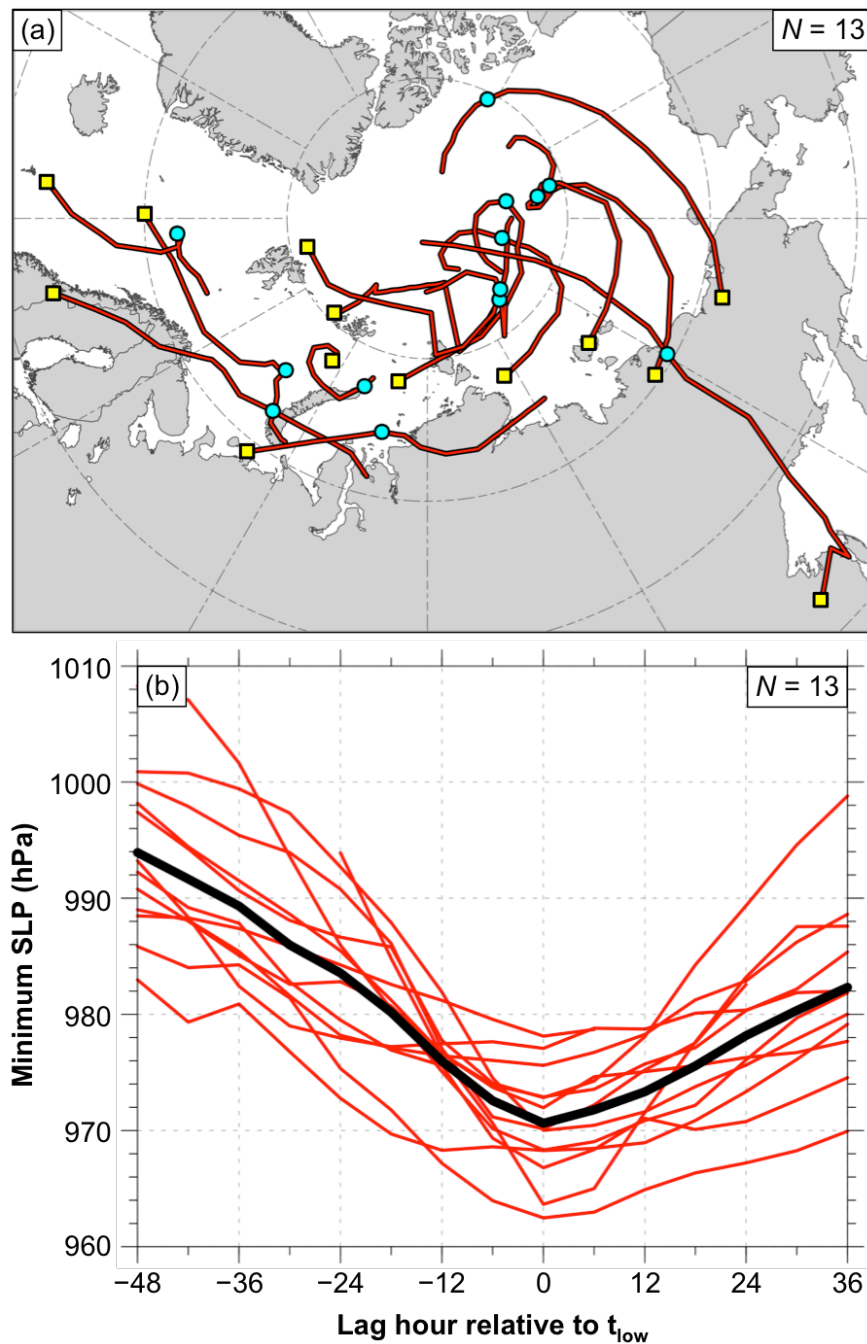 (a)
N = 13
(b)
N = 13
1010
1000
990
980
970
960
Minimum SLP (hPa)
−48
−36
−24
−12
0
12
24
36
Lag hour relative to t_low